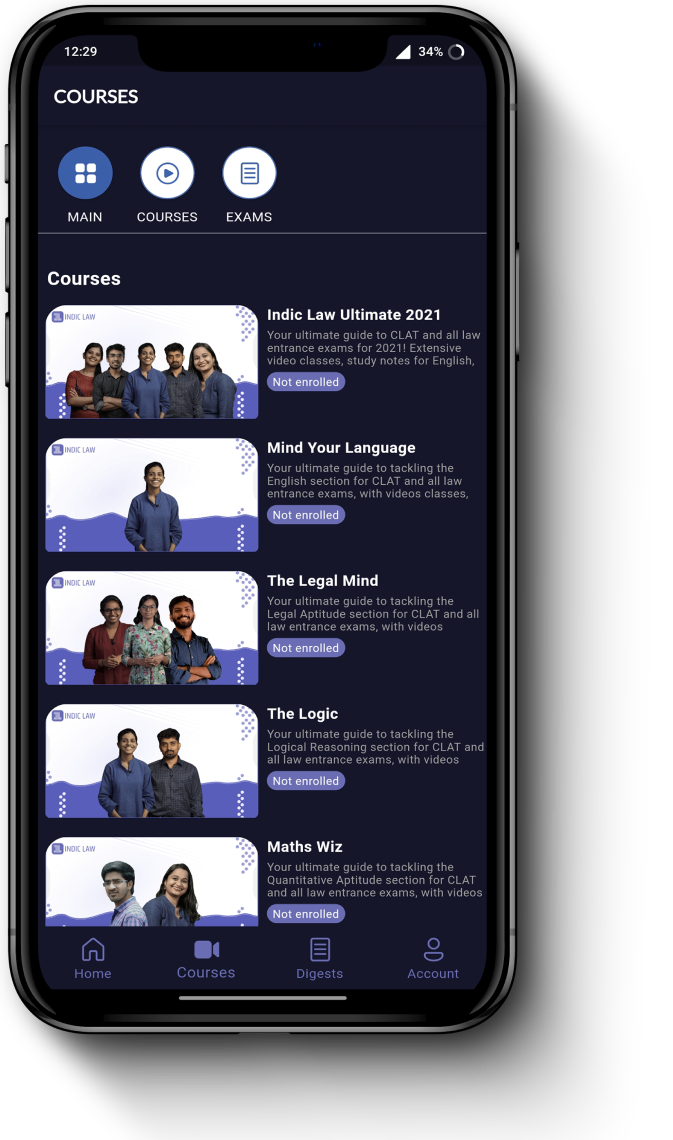 12:29
34%
COURSES
MAIN
COURSES
EXAMS
Courses
INDIC LAW
Indic Law Ultimate 2021
Your ultimate guide to CLAT and all law
entrance exams for 2021! Extensive
video classes, study notes for English,
Not enrolled
INDIC LAW
Mind Your Language
Your ultimate guide to tackling the
English section for CLAT and all law
entrance exams, with videos classes,
Not enrolled
INDIC LAW
The Legal Mind
Your ultimate guide to tackling the
Legal Aptitude section for CLAT and all
law entrance exams, with videos
Not enrolled
INDIC LAW
The Logic
Your ultimate guide to tackling the
Logical Reasoning section for CLAT and
all law entrance exams, with videos
Not enrolled
INDIC LAW
Maths Wiz
Your ultimate guide to tackling the
Quantitative Aptitude section for CLAT
and all law entrance exams, with videos
Not enrolled
Home
Courses
Digests
Account